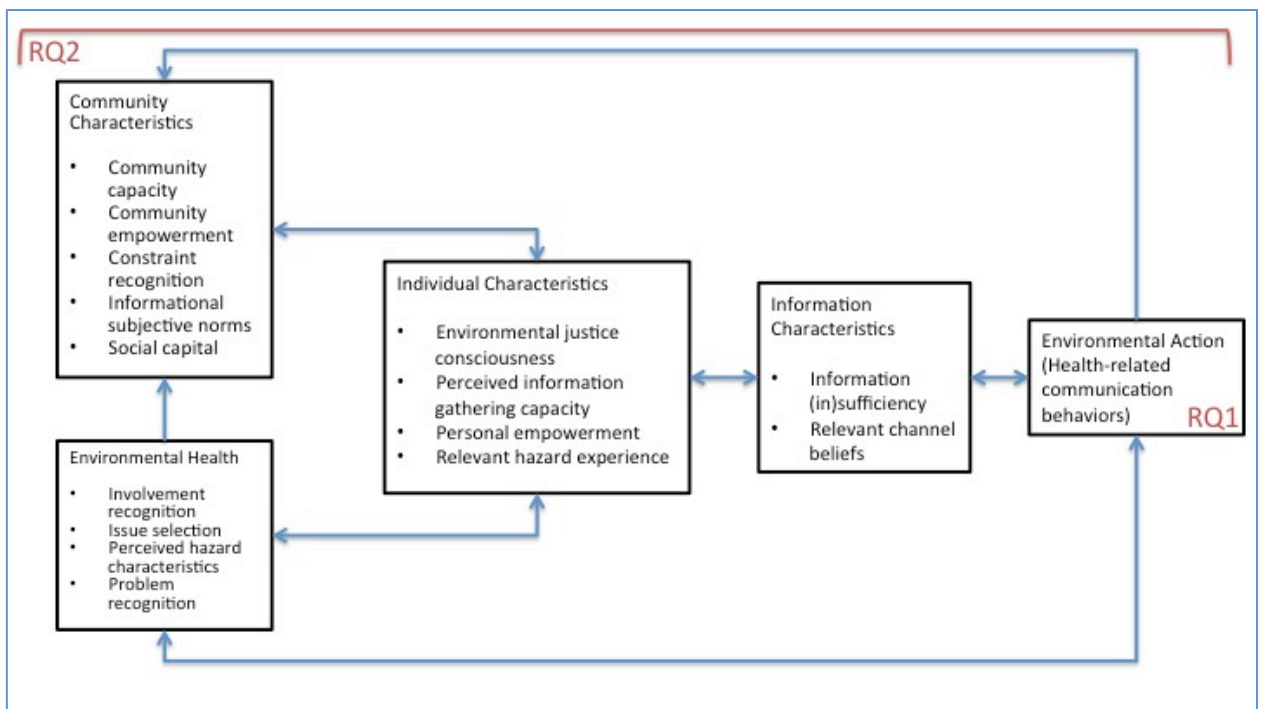 RQ2
Community
Characteristics
• Community
capacity
• Community
empowerment
• Constraint
recognition
• Informational
subjective norms
• Social capital
Environmental Health
• Involvement
recognition
• Issue selection
• Perceived hazard
characteristics
• Problem
recognition
Individual Characteristics
• Environmental justice
consciousness
• Perceived information
gathering capacity
• Personal empowerment
• Relevant hazard experience
Information
Characteristics
• Information
(in)sufficiency
• Relevant channel
beliefs
Environmental Action
(Health-related
communication
behaviors)
RQ1